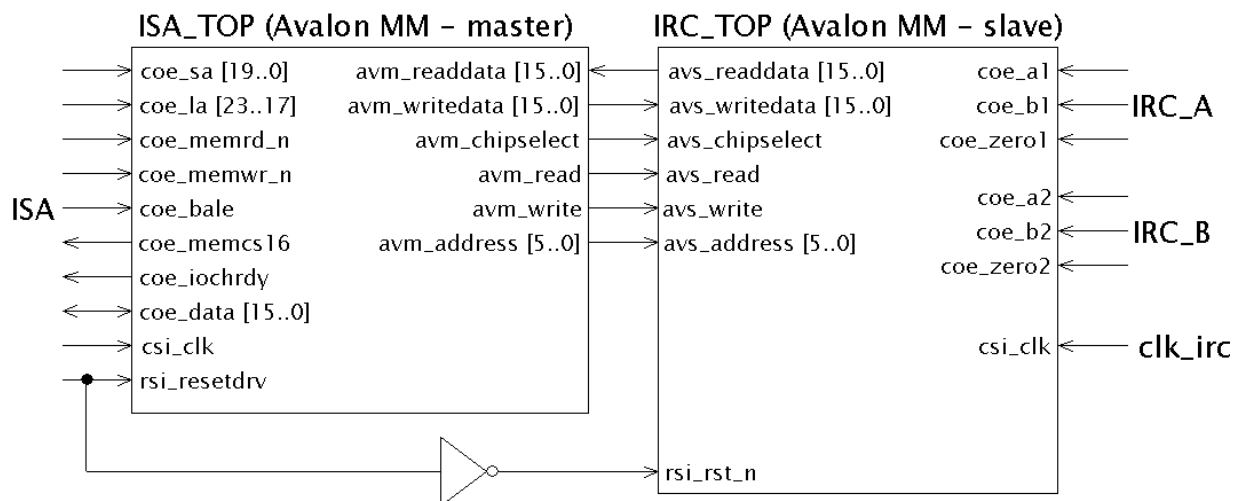 ISA_TOP (Avalon MM - master)
IRC_TOP (Avalon MM - slave)
ISA
coe_sa [19..0]
coe_la [23..17]
coe_memrd_n
coe_memwr_n
coe_bale
coe_memcs16
coe_iochrdy
coe_data [15..0]
csi_clk
rsi_resetdrv
avm_readdata [15..0]
avm_writedata [15..0]
avm_chipselect
avm_read
avm_write
avm_address [5..0]
avs_readdata [15..0]
avs_writedata [15..0]
avs_chipselect
avs_read
avs_write
avs_address [5..0]
rsi_rst_n
coe_a1
coe_b1
coe_zero1
coe_a2
coe_b2
coe_zero2
csi_clk
IRC_A
IRC_B
clk_irc